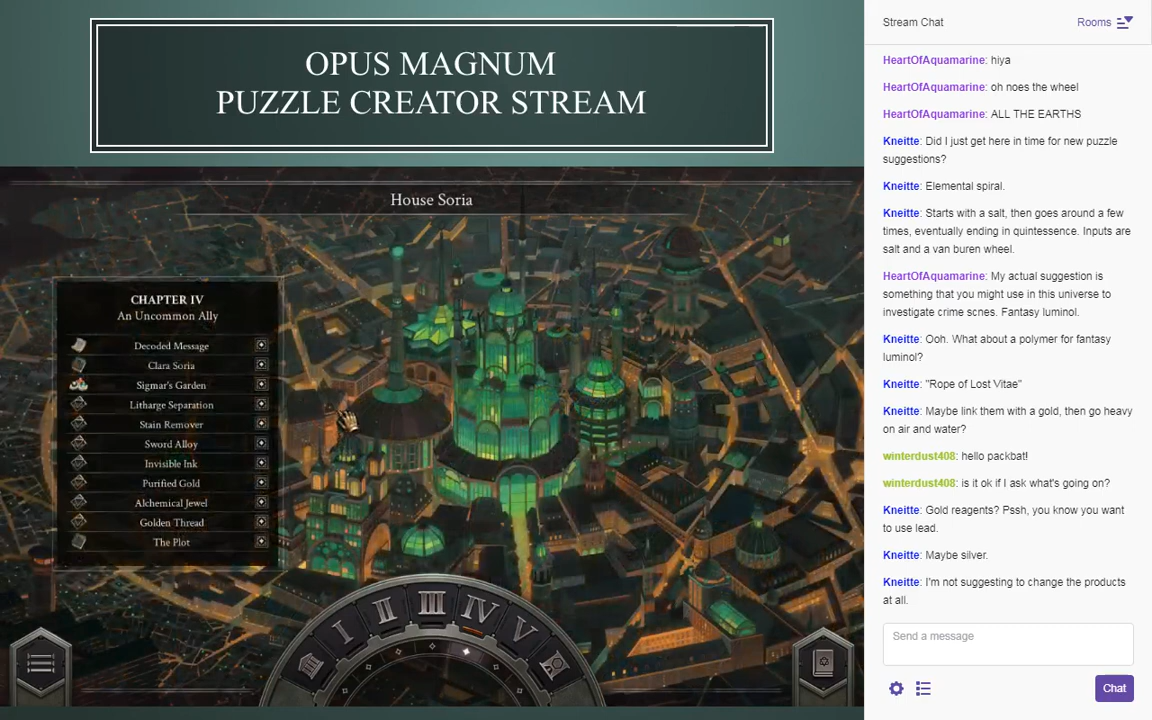 OPUS MAGNUM
PUZZLE CREATOR STREAM
House Soria
CHAPTER IV
An Uncommon Ally
Decoded Message
Clara Soria
Sigmar's Garden
Litharge Separation
Stain Remover
Sword Alloy
Invisible Ink
Purified Gold
Alchemical Jewel
Golden Thread
The Plot
I II III IV V
Stream Chat
Rooms
HeartOfAquamarine: hiya
HeartOfAquamarine: oh noes the wheel
HeartOfAquamarine: ALL THE EARTHS
Kneitte: Did I just get here in time for new puzzle
suggestions?
Kneitte: Elemental spiral.
Kneitte: Starts with a salt, then goes around a few
times, eventually ending in quintessence. Inputs are
salt and a van buren wheel.
HeartOfAquamarine: My actual suggestion is
something that you might use in this universe to
investigate crime scnes. Fantasy luminol.
Kneitte: Ooh. What about a polymer for fantasy
luminol?
Kneitte: "Rope of Lost Vitae"
Kneitte: Maybe link them with a gold, then go heavy
on air and water?
winterdust408: hello packbat!
winterdust408: is it ok if I ask what's going on?
Kneitte: Gold reagents? Pssh, you know you want
to use lead.
Kneitte: Maybe silver.
Kneitte: I'm not suggesting to change the products
at all.
Send a message
Chat